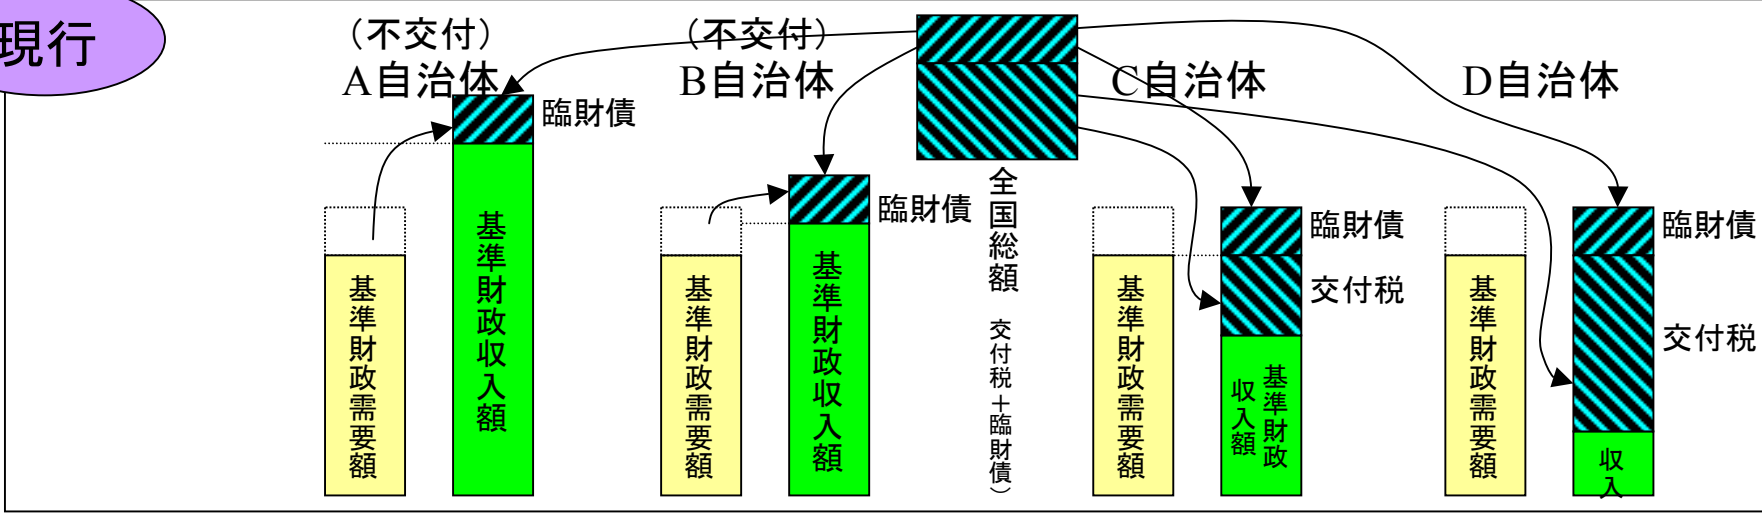 現行
（不交付）
A自治体
臨財債
基準財政需要額
基準財政収入額
（不交付）
B自治体
臨財債
基準財政需要額
基準財政収入額
全国総額
交付税＋臨財債）
C自治体
臨財債
交付税
基準財政需要額
基準財政
収入額
D自治体
臨財債
交付税
基準財政需要額
収入